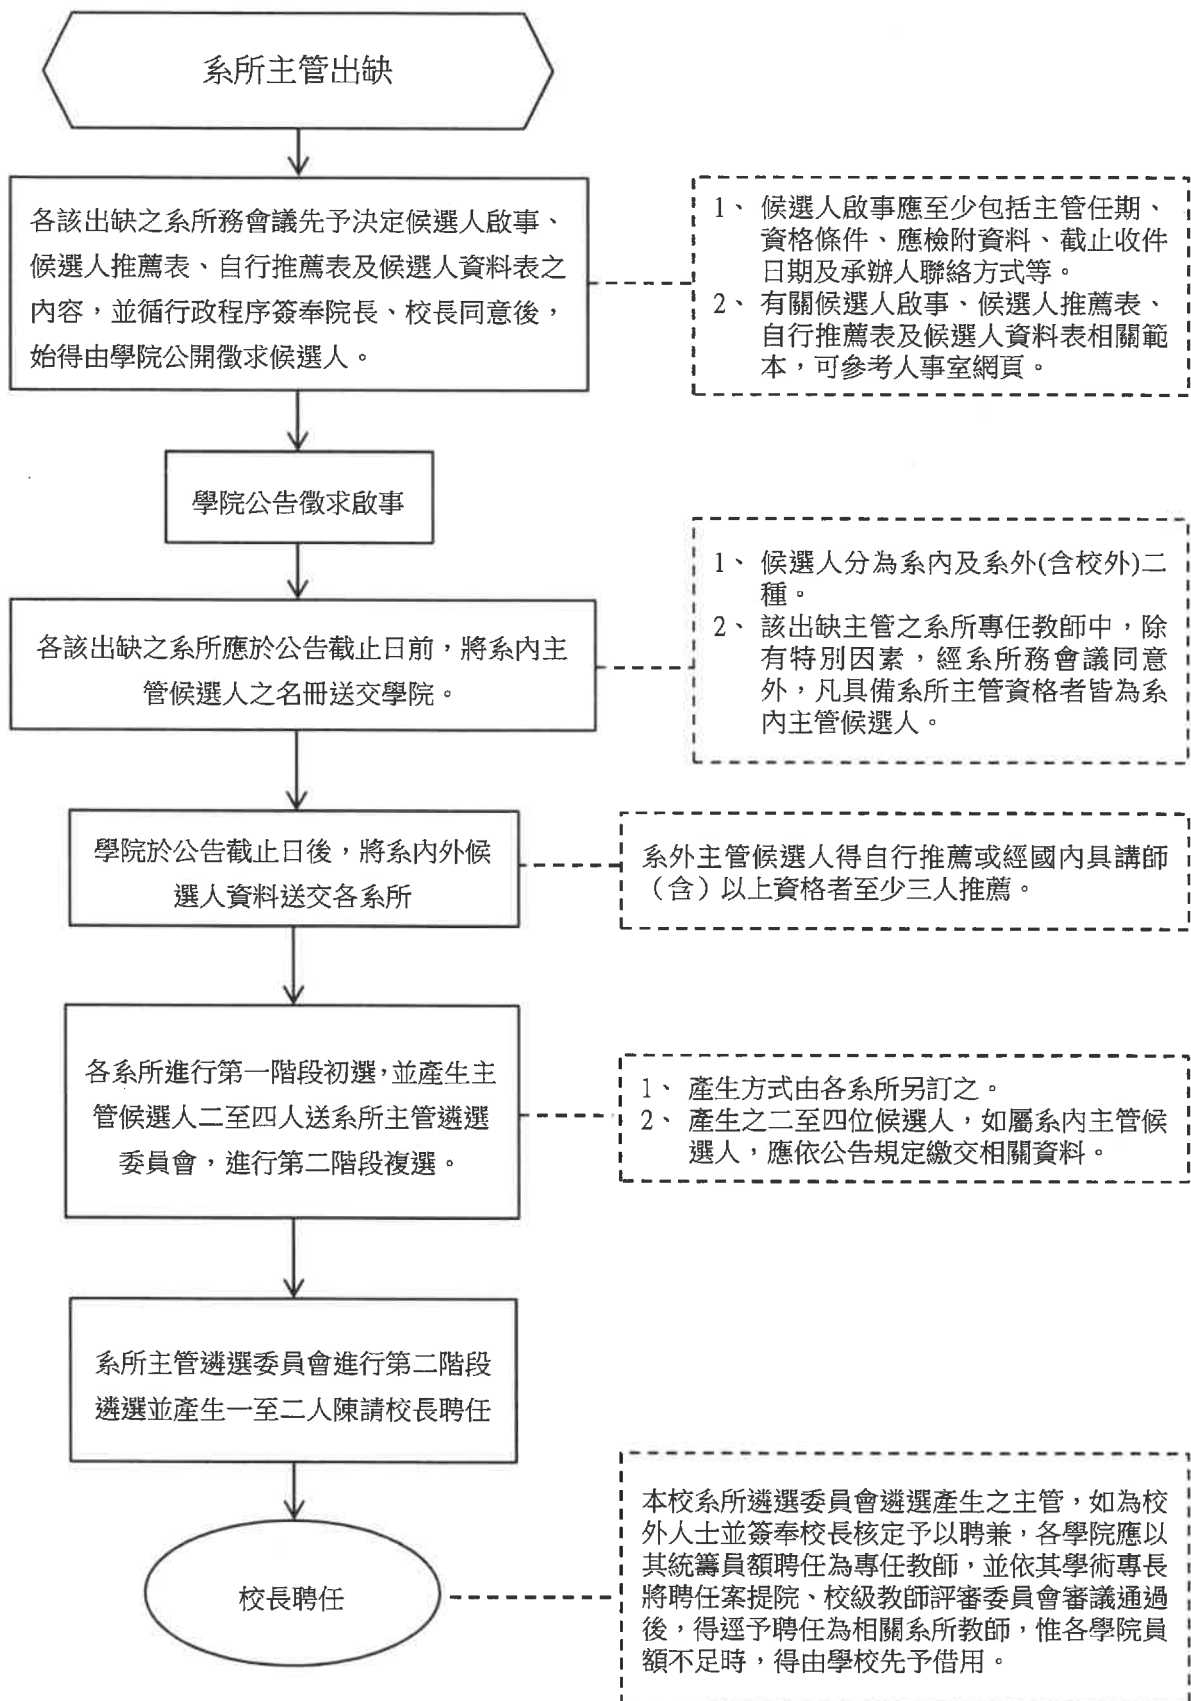 系所主管出缺
各該出缺之系所務會議先予決定候選人啟事、
候選人推薦表、自行推薦表及候選人資料表之
內容，並循行政程序簽奉院長、校長同意後，
始得由學院公開徵求候選人。
1、 候選人啟事應至少包括主管任期、
資格條件、應檢附資料、截止收件
日期及承辦人聯絡方式等。
2、 有關候選人啟事、候選人推薦表、
自行推薦表及候選人資料表相關範
本，可參考人事室網頁。
學院公告徵求啟事
各該出缺之系所應於公告截止日前，將系內主
管候選人之名冊送交學院。
1、 候選人分為系內及系外(含校外)二
種。
2、 該出缺主管之系所專任教師中，除
有特別因素，經系所務會議同意
外，凡具備系所主管資格者皆為系
內主管候選人。
學院於公告截止日後，將系內外候
選人資料送交各系所
系外主管候選人得自行推薦或經國內具講師
（含）以上資格者至少三人推薦。
各系所進行第一階段初選，並產生主
管候選人二至四人送系所主管遴選
委員會，進行第二階段複選。
1、 產生方式由各系所另訂之。
2、 產生之二至四位候選人，如屬系內主管候
選人，應依公告規定繳交相關資料。
系所主管遴選委員會進行第二階段
遴選並產生一至二人陳請校長聘任
校長聘任
本校系所遴選委員會遴選產生之主管，如為校
外人士並簽奉校長核定予以聘兼，各學院應以
其統籌員額聘任為專任教師，並依其學術專長
將聘任案提院、校級教師評審委員會審議通過
後，得逕予聘任為相關系所教師，惟各學院員
額不足時，得由學校先予借用。